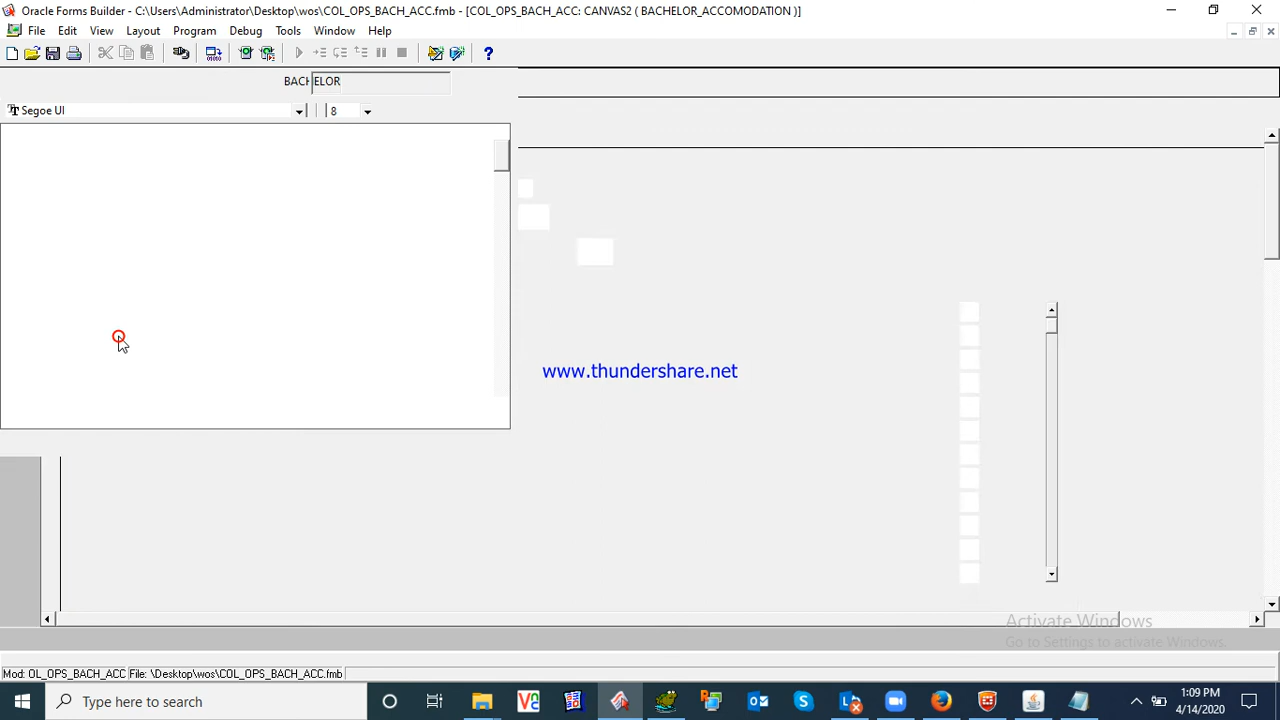 Oracle Forms Builder - C:\Users\Administrator\Desktop\wos\COL_OPS_BACH_ACC.fmb - [COL_OPS_BACH_ACC: CANVAS2 ( BACHELOR_ACCOMODATION )]
File Edit View Layout Program Debug Tools Window Help
BACHELOR
Segoe UI 8
www.thundershare.net
Activate Windows
Go to Settings to activate Windows.
Mod: OL_OPS_BACH_ACC File: \Desktop\wos\COL_OPS_BACH_ACC.fmb
Type here to search
1:09 PM
4/14/2020